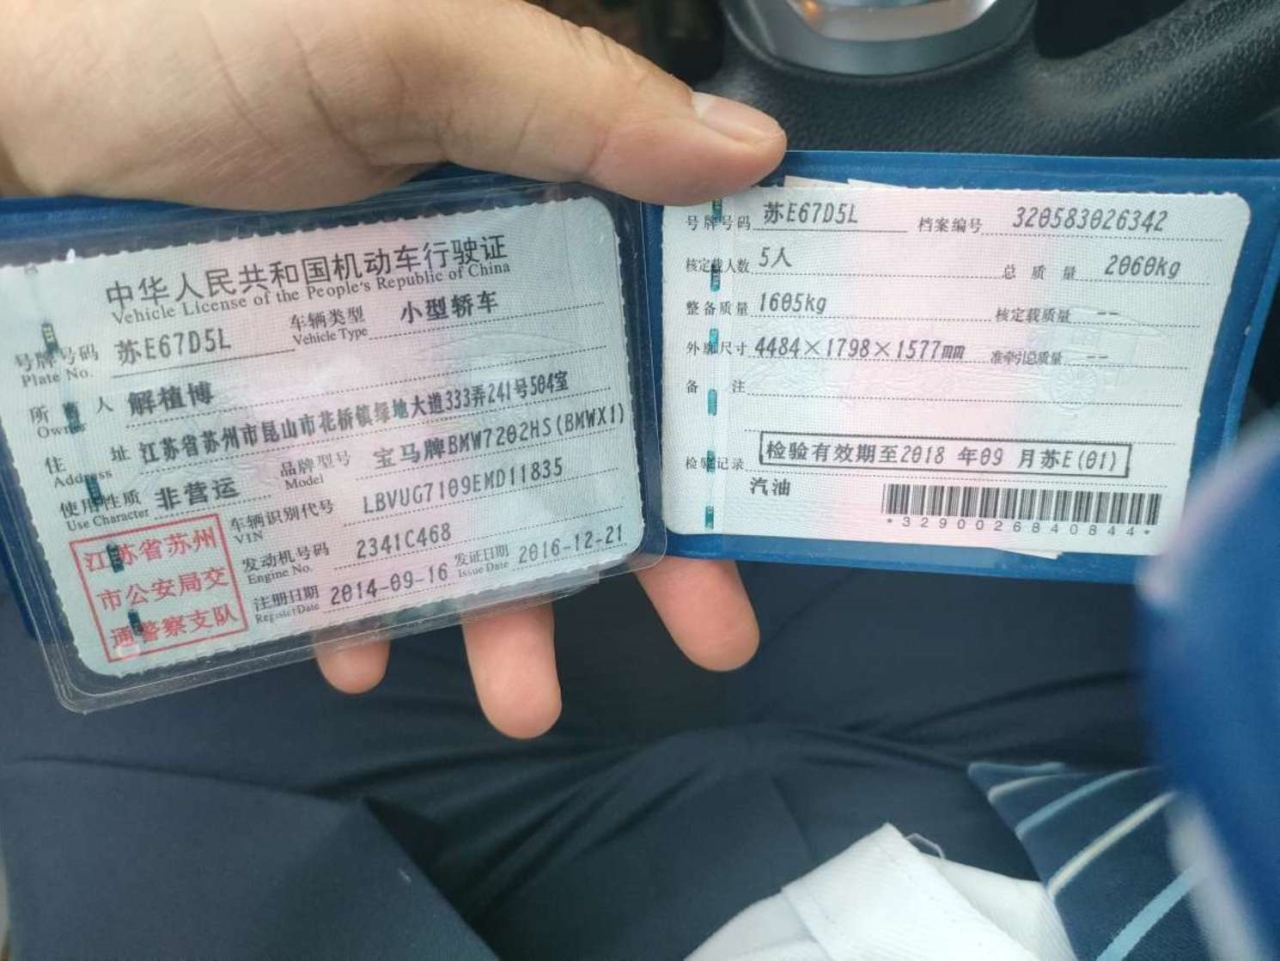 中华人民共和国机动车行驶证
Vehicle License of the People's Republic of China
号牌号码 苏E67D5L 车辆类型 小型轿车
Plate No. Vehicle Type
所有人 解植博
Owner
住址 江苏省苏州市昆山市花桥镇绿地大道333弄241号504室
Address
使用性质 非营运 品牌型号 宝马牌BMW7202HS(BMWX1)
Use Character Model
车辆识别代号 LBVUG7109EMD11835
VIN
发动机号码 2341C468
Engine No.
注册日期 2014-09-16 发证日期 2016-12-21
Register Date Issue Date
江苏省苏州
市公安局交
通警察支队
号牌号码 苏E67D5L 档案编号 320583026342
核定载人数 5人 总质量 2060kg
整备质量 1605kg 核定载质量 --
外廓尺寸 4484×1798×1577mm 准牵引总质量 --
备注
检验记录 检验有效期至2018 年09 月苏E(01)
汽油
*3290026840844*